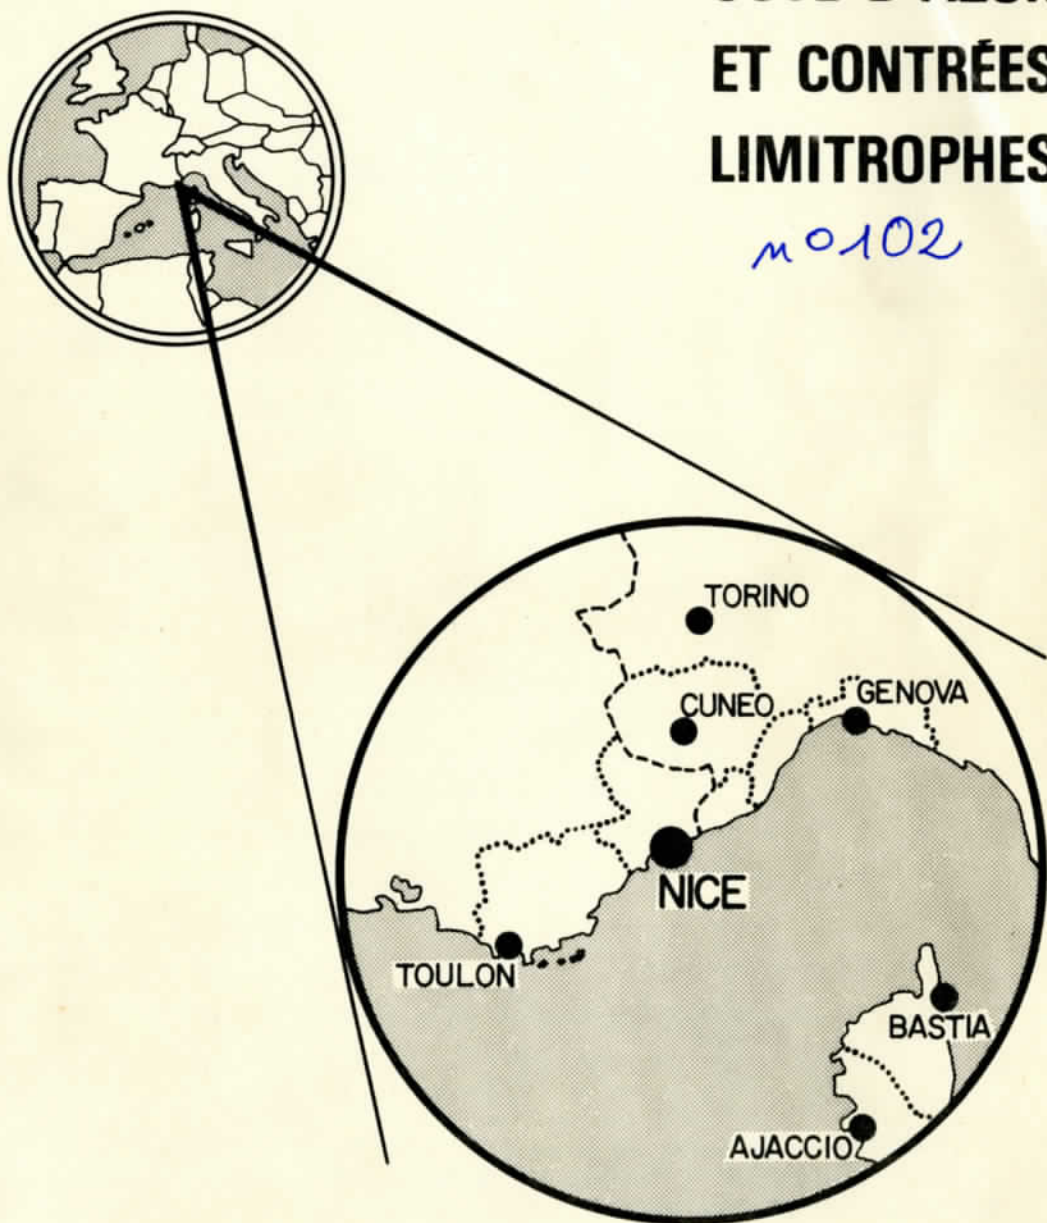 ET CONTRÉES
LIMITROPHES
n° 102
TORINO
CUNEO
GENOVA
NICE
TOULON
BASTIA
AJACCIO